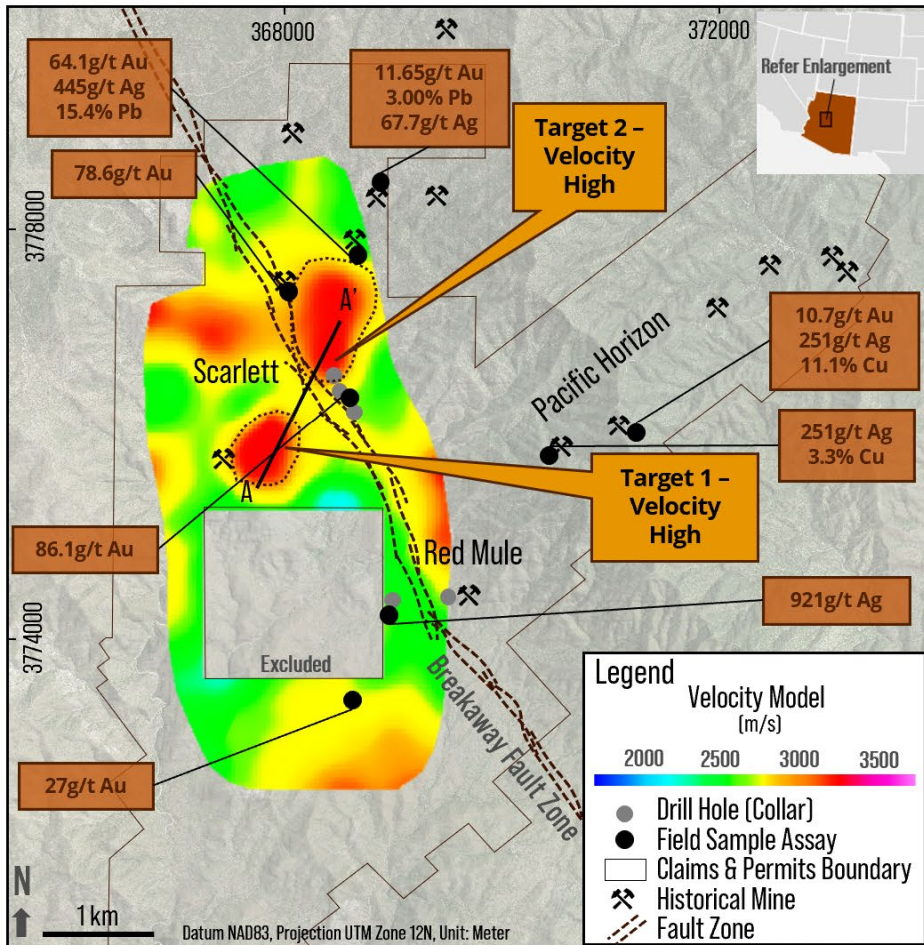 368000
372000
3778000
3774000
Refer Enlargement
64.1g/t Au
445g/t Ag
15.4% Pb
11.65g/t Au
3.00% Pb
67.7g/t Ag
Target 2 –
Velocity
High
78.6g/t Au
A'
Scarlett
Pacific Horizon
10.7g/t Au
251g/t Ag
11.1% Cu
251g/t Ag
3.3% Cu
A
Target 1 –
Velocity
High
86.1g/t Au
Red Mule
921g/t Ag
Excluded
Breakaway Fault Zone
27g/t Au
Legend
Velocity Model
(m/s)
2000 2500 3000 3500
Drill Hole (Collar)
Field Sample Assay
Claims & Permits Boundary
Historical Mine
Fault Zone
N
1 km
Datum NAD83, Projection UTM Zone 12N, Unit: Meter